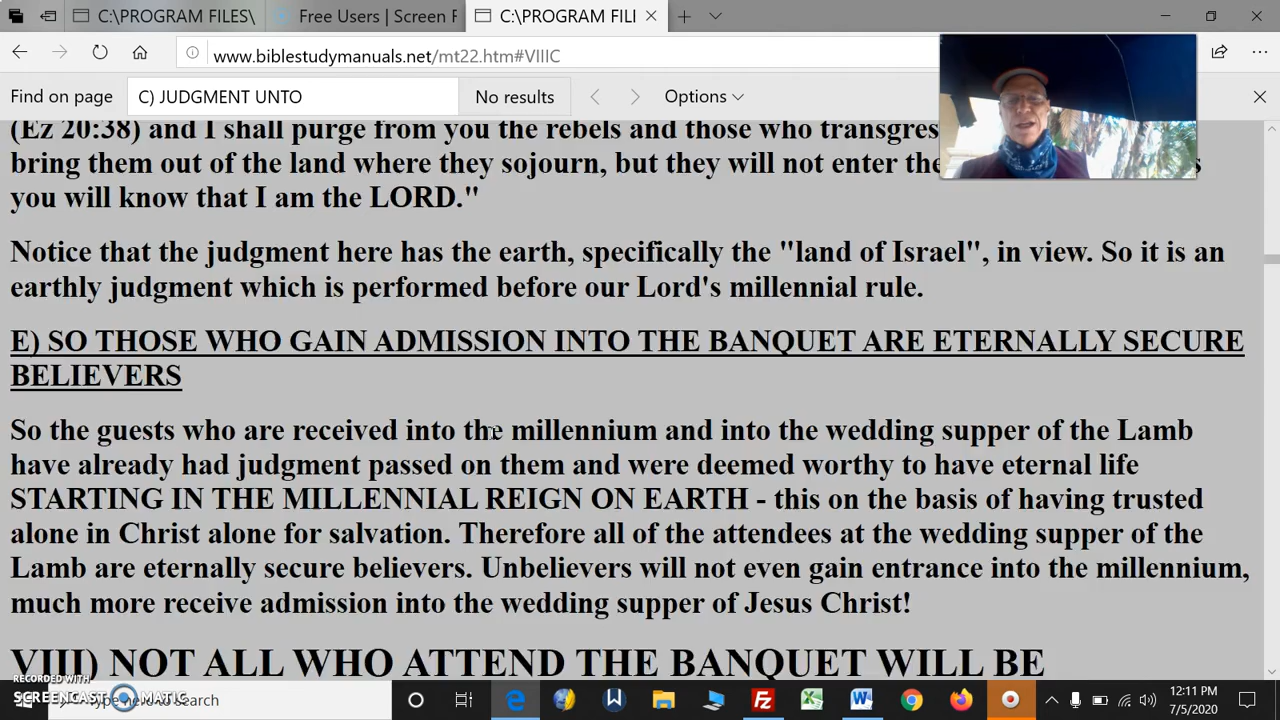 C:\PROGRAM FILES\
Free Users | Screen F
C:\PROGRAM FILI
www.biblestudymanuals.net/mt22.htm#VIIIC
Find on page
C) JUDGMENT UNTO
No results
Options
(Ez 20:38) and I shall purge from you the rebels and those who transgres
bring them out of the land where they sojourn, but they will not enter the
you will know that I am the LORD."
Notice that the judgment here has the earth, specifically the "land of Israel", in view. So it is an
earthly judgment which is performed before our Lord's millennial rule.
E) SO THOSE WHO GAIN ADMISSION INTO THE BANQUET ARE ETERNALLY SECURE
BELIEVERS
So the guests who are received into the millennium and into the wedding supper of the Lamb
have already had judgment passed on them and were deemed worthy to have eternal life
STARTING IN THE MILLENNIAL REIGN ON EARTH - this on the basis of having trusted
alone in Christ alone for salvation. Therefore all of the attendees at the wedding supper of the
Lamb are eternally secure believers. Unbelievers will not even gain entrance into the millennium,
much more receive admission into the wedding supper of Jesus Christ!
VIII) NOT ALL WHO ATTEND THE BANQUET WILL BE
RECORDED WITH
SCREENCAST MATIC
Type here to search
12:11 PM
7/5/2020